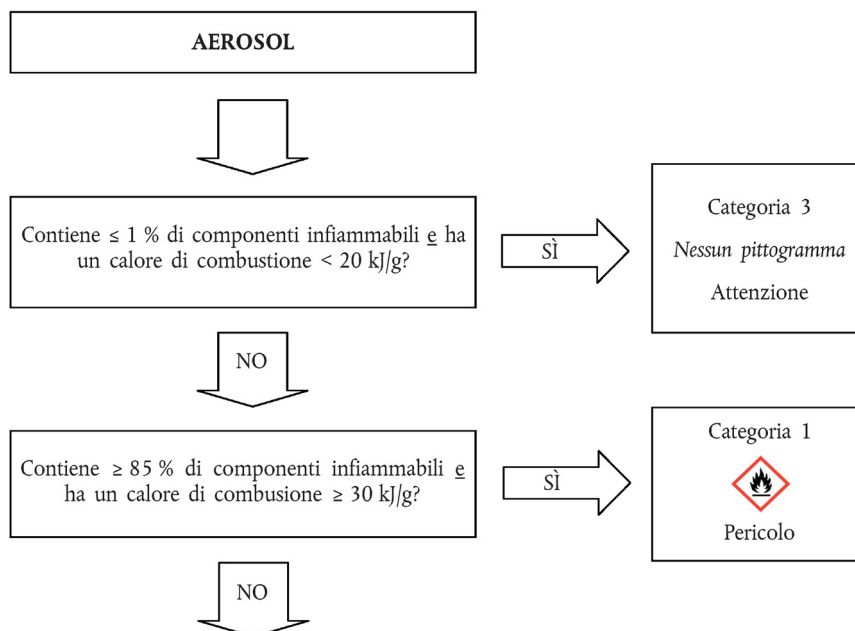 AEROSOL
Contiene ≤ 1 % di componenti infiammabili e ha
un calore di combustione < 20 kJ/g?
SÌ
Categoria 3
Nessun pittogramma
Attenzione
NO
Contiene ≥ 85 % di componenti infiammabili e
ha un calore di combusione ≥ 30 kJ/g?
SÌ
Categoria 1
Pericolo
NO